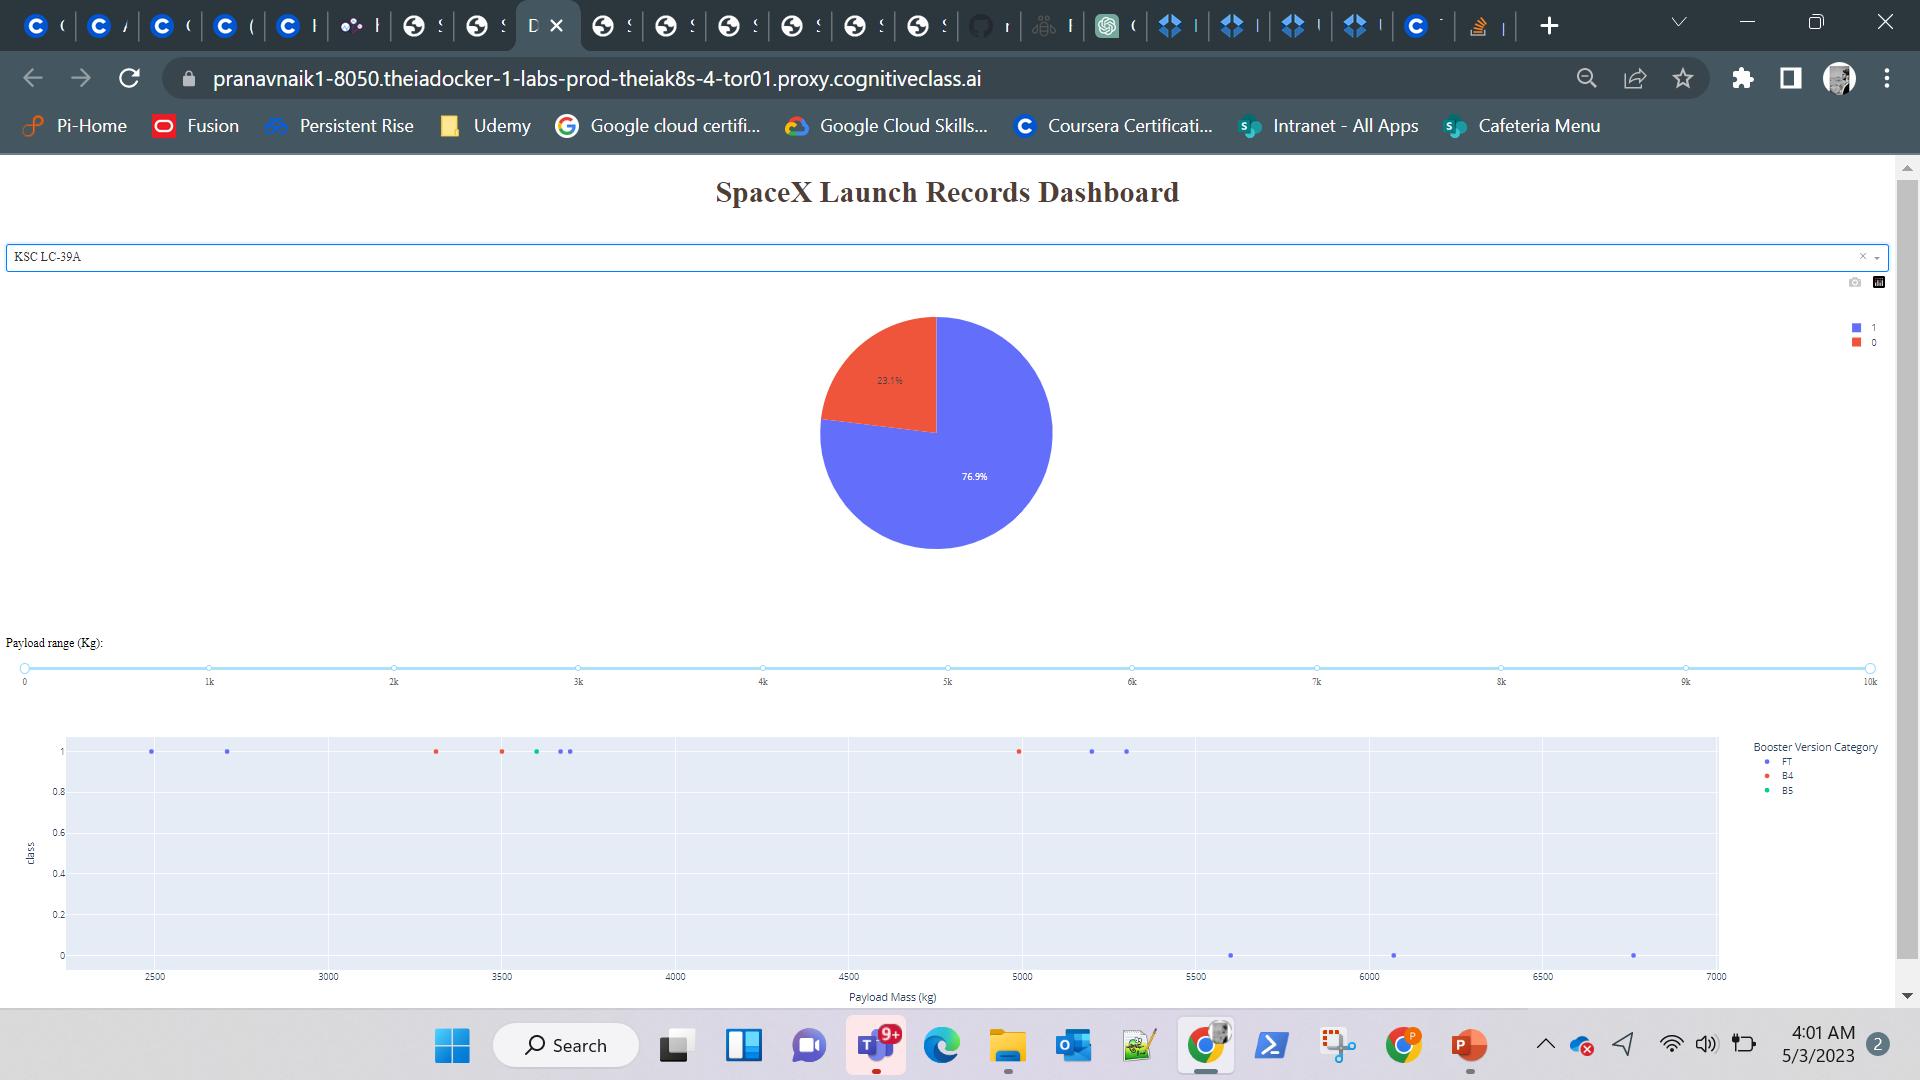 pranavnaik1-8050.theiadocker-1-labs-prod-theiak8s-4-tor01.proxy.cognitiveclass.ai
Pi-Home Fusion Persistent Rise Udemy Google cloud certifi... Google Cloud Skills... Coursera Certificati... Intranet - All Apps Cafeteria Menu
SpaceX Launch Records Dashboard
KSC LC-39A
1
0
23.1%
76.9%
Payload range (Kg):
0 1k 2k 3k 4k 5k 6k 7k 8k 9k 10k
Booster Version Category
FT
B4
B5
1
0.8
0.6
0.4
0.2
0
class
2500 3000 3500 4000 4500 5000 5500 6000 6500 7000
Payload Mass (kg)
Search
9+
4:01 AM
5/3/2023
2